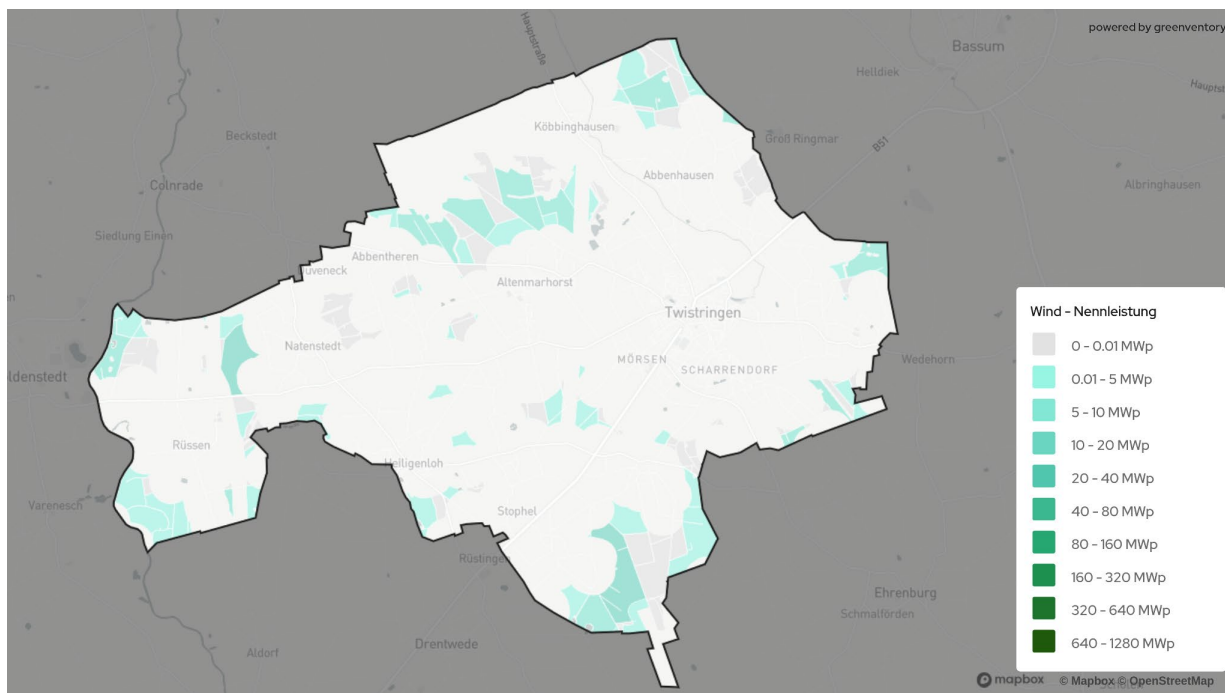 powered by greenventory
Hauptstraße
Bassum
Helldiek
Köbbinghausen
Groß Ringmar
B51
Beckstedt
Abbenhausen
Colnrade
Albringhausen
Siedlung Einen
Abbentheren
Altenmarhorst
Twistringen
Natenstedt
MÖRSEN
SCHARRENDORF
Wedehorn
Rüssen
Heiligenloh
Varenesch
Stophel
Aldorf
Drentwede
Ehrenburg
Schmalförden
Wind - Nennleistung
0 - 0.01 MWp
0.01 - 5 MWp
5 - 10 MWp
10 - 20 MWp
20 - 40 MWp
40 - 80 MWp
80 - 160 MWp
160 - 320 MWp
320 - 640 MWp
640 - 1280 MWp
mapbox
© Mapbox © OpenStreetMap